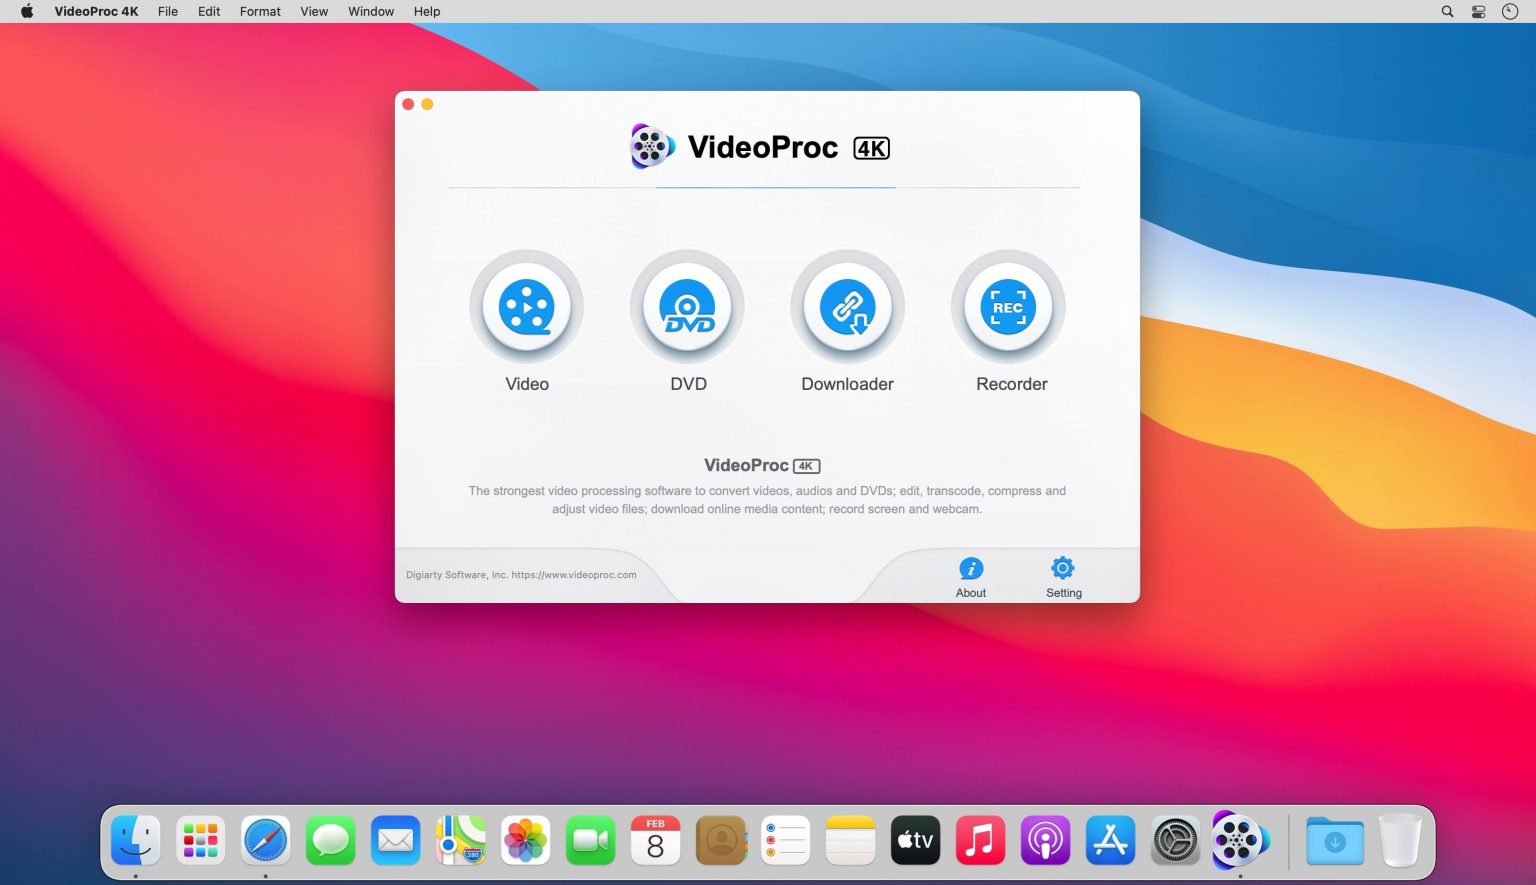 VideoProc 4K File Edit Format View Window Help
VideoProc 4K
DVD
REC
Video DVD Downloader Recorder
VideoProc 4K
The strongest video processing software to convert videos, audios and DVDs; edit, transcode, compress and
adjust video files; download online media content; record screen and webcam.
Digiarty Software, Inc. https://www.videoproc.com
About Setting
FEB
8
280
tv